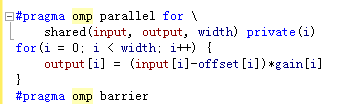 #pragma omp parallel for \
shared(input, output, width) private(i)
for(i = 0; i < width; i++) {
output[i] = (input[i]-offset[i])*gain[i]
}
#pragma omp barrier